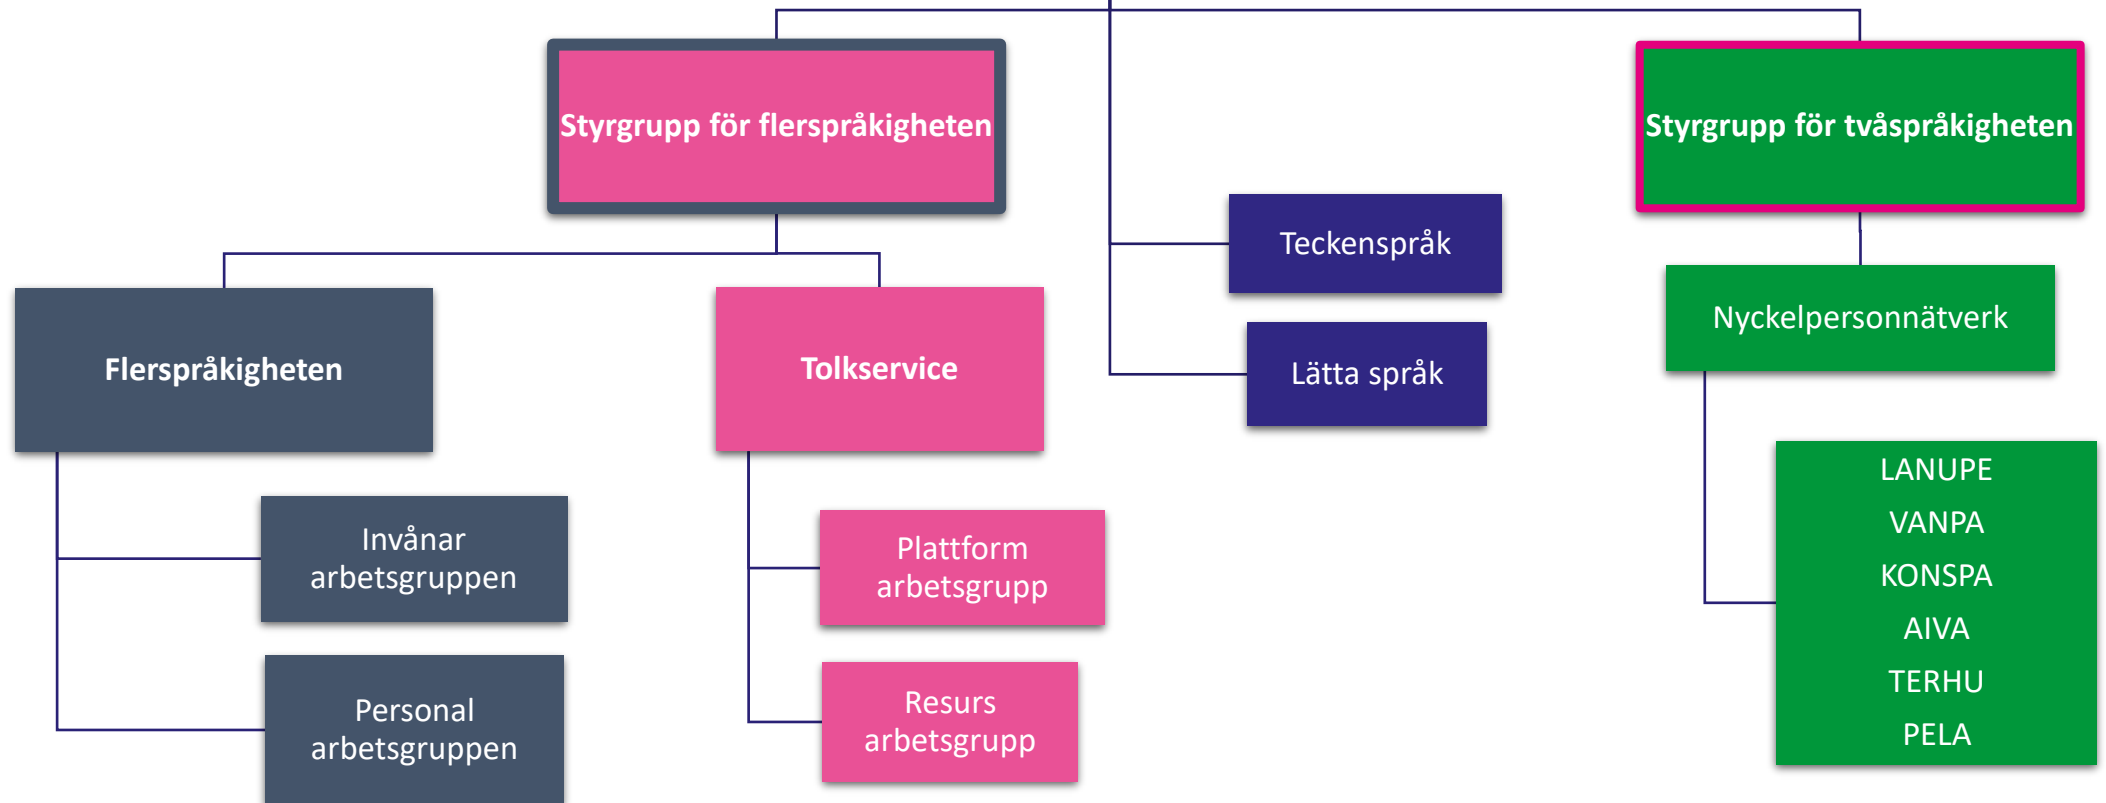 Styrgrupp för flerspråkigheten
Styrgrupp för tvåspråkigheten
Teckenspråk
Lätta språk
Nyckelpersonnätverk
Flerspråkigheten
Tolkservice
Invånar
arbetsgruppen
Personal
arbetsgruppen
Plattform
arbetsgrupp
Resurs
arbetsgrupp
LANUPE
VANPA
KONSPA
AIVA
TERHU
PELA